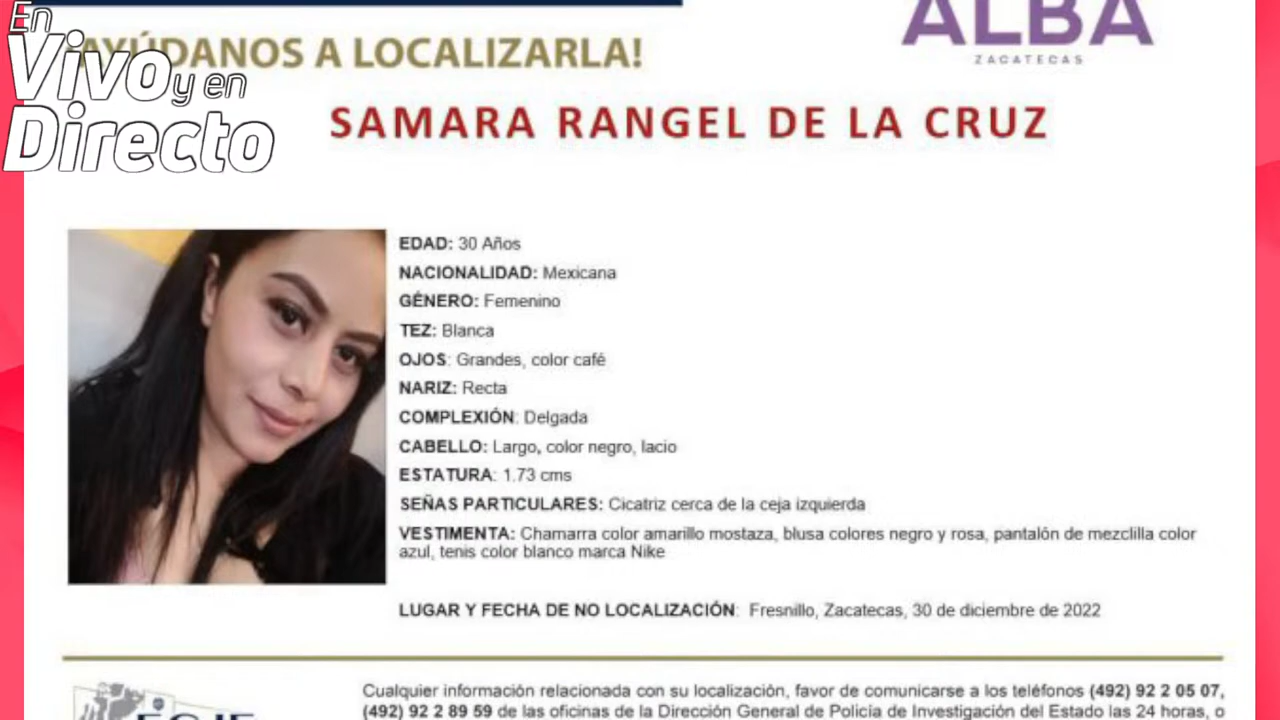 En
Vivo y en
Directo
¡AYÚDANOS A LOCALIZARLA!
ALBA
ZACATECAS
SAMARA RANGEL DE LA CRUZ
EDAD: 30 Años
NACIONALIDAD: Mexicana
GÉNERO: Femenino
TEZ: Blanca
OJOS: Grandes, color café
NARIZ: Recta
COMPLEXIÓN: Delgada
CABELLO: Largo, color negro, lacio
ESTATURA: 1.73 cms
SEÑAS PARTICULARES: Cicatriz cerca de la ceja izquierda
VESTIMENTA: Chamarra color amarillo mostaza, blusa colores negro y rosa, pantalón de mezclilla color
azul, tenis color blanco marca Nike
LUGAR Y FECHA DE NO LOCALIZACIÓN: Fresnillo, Zacatecas, 30 de diciembre de 2022
Cualquier información relacionada con su localización, favor de comunicarse a los teléfonos (492) 92 2 05 07,
(492) 92 2 89 59 de las oficinas de la Dirección General de Policía de Investigación del Estado las 24 horas, o